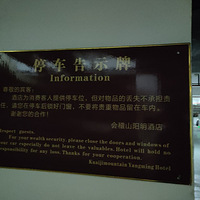 停车告示牌
Information
尊敬的宾客：
酒店为消费客人提供停车位，但对物品的丢失不承担责
任，请您在停车后锁好门窗，不要将贵重物品留在车内。
谢谢您的合作！
会稽山阳明酒店
Respect guests,
For your wealth security, please close the doors and windows of
car especially do not leave the valuables. Hotel will hold no
responsibility for any loss. Thanks for your cooperation.
Kuaijimountain Yangming Hotel